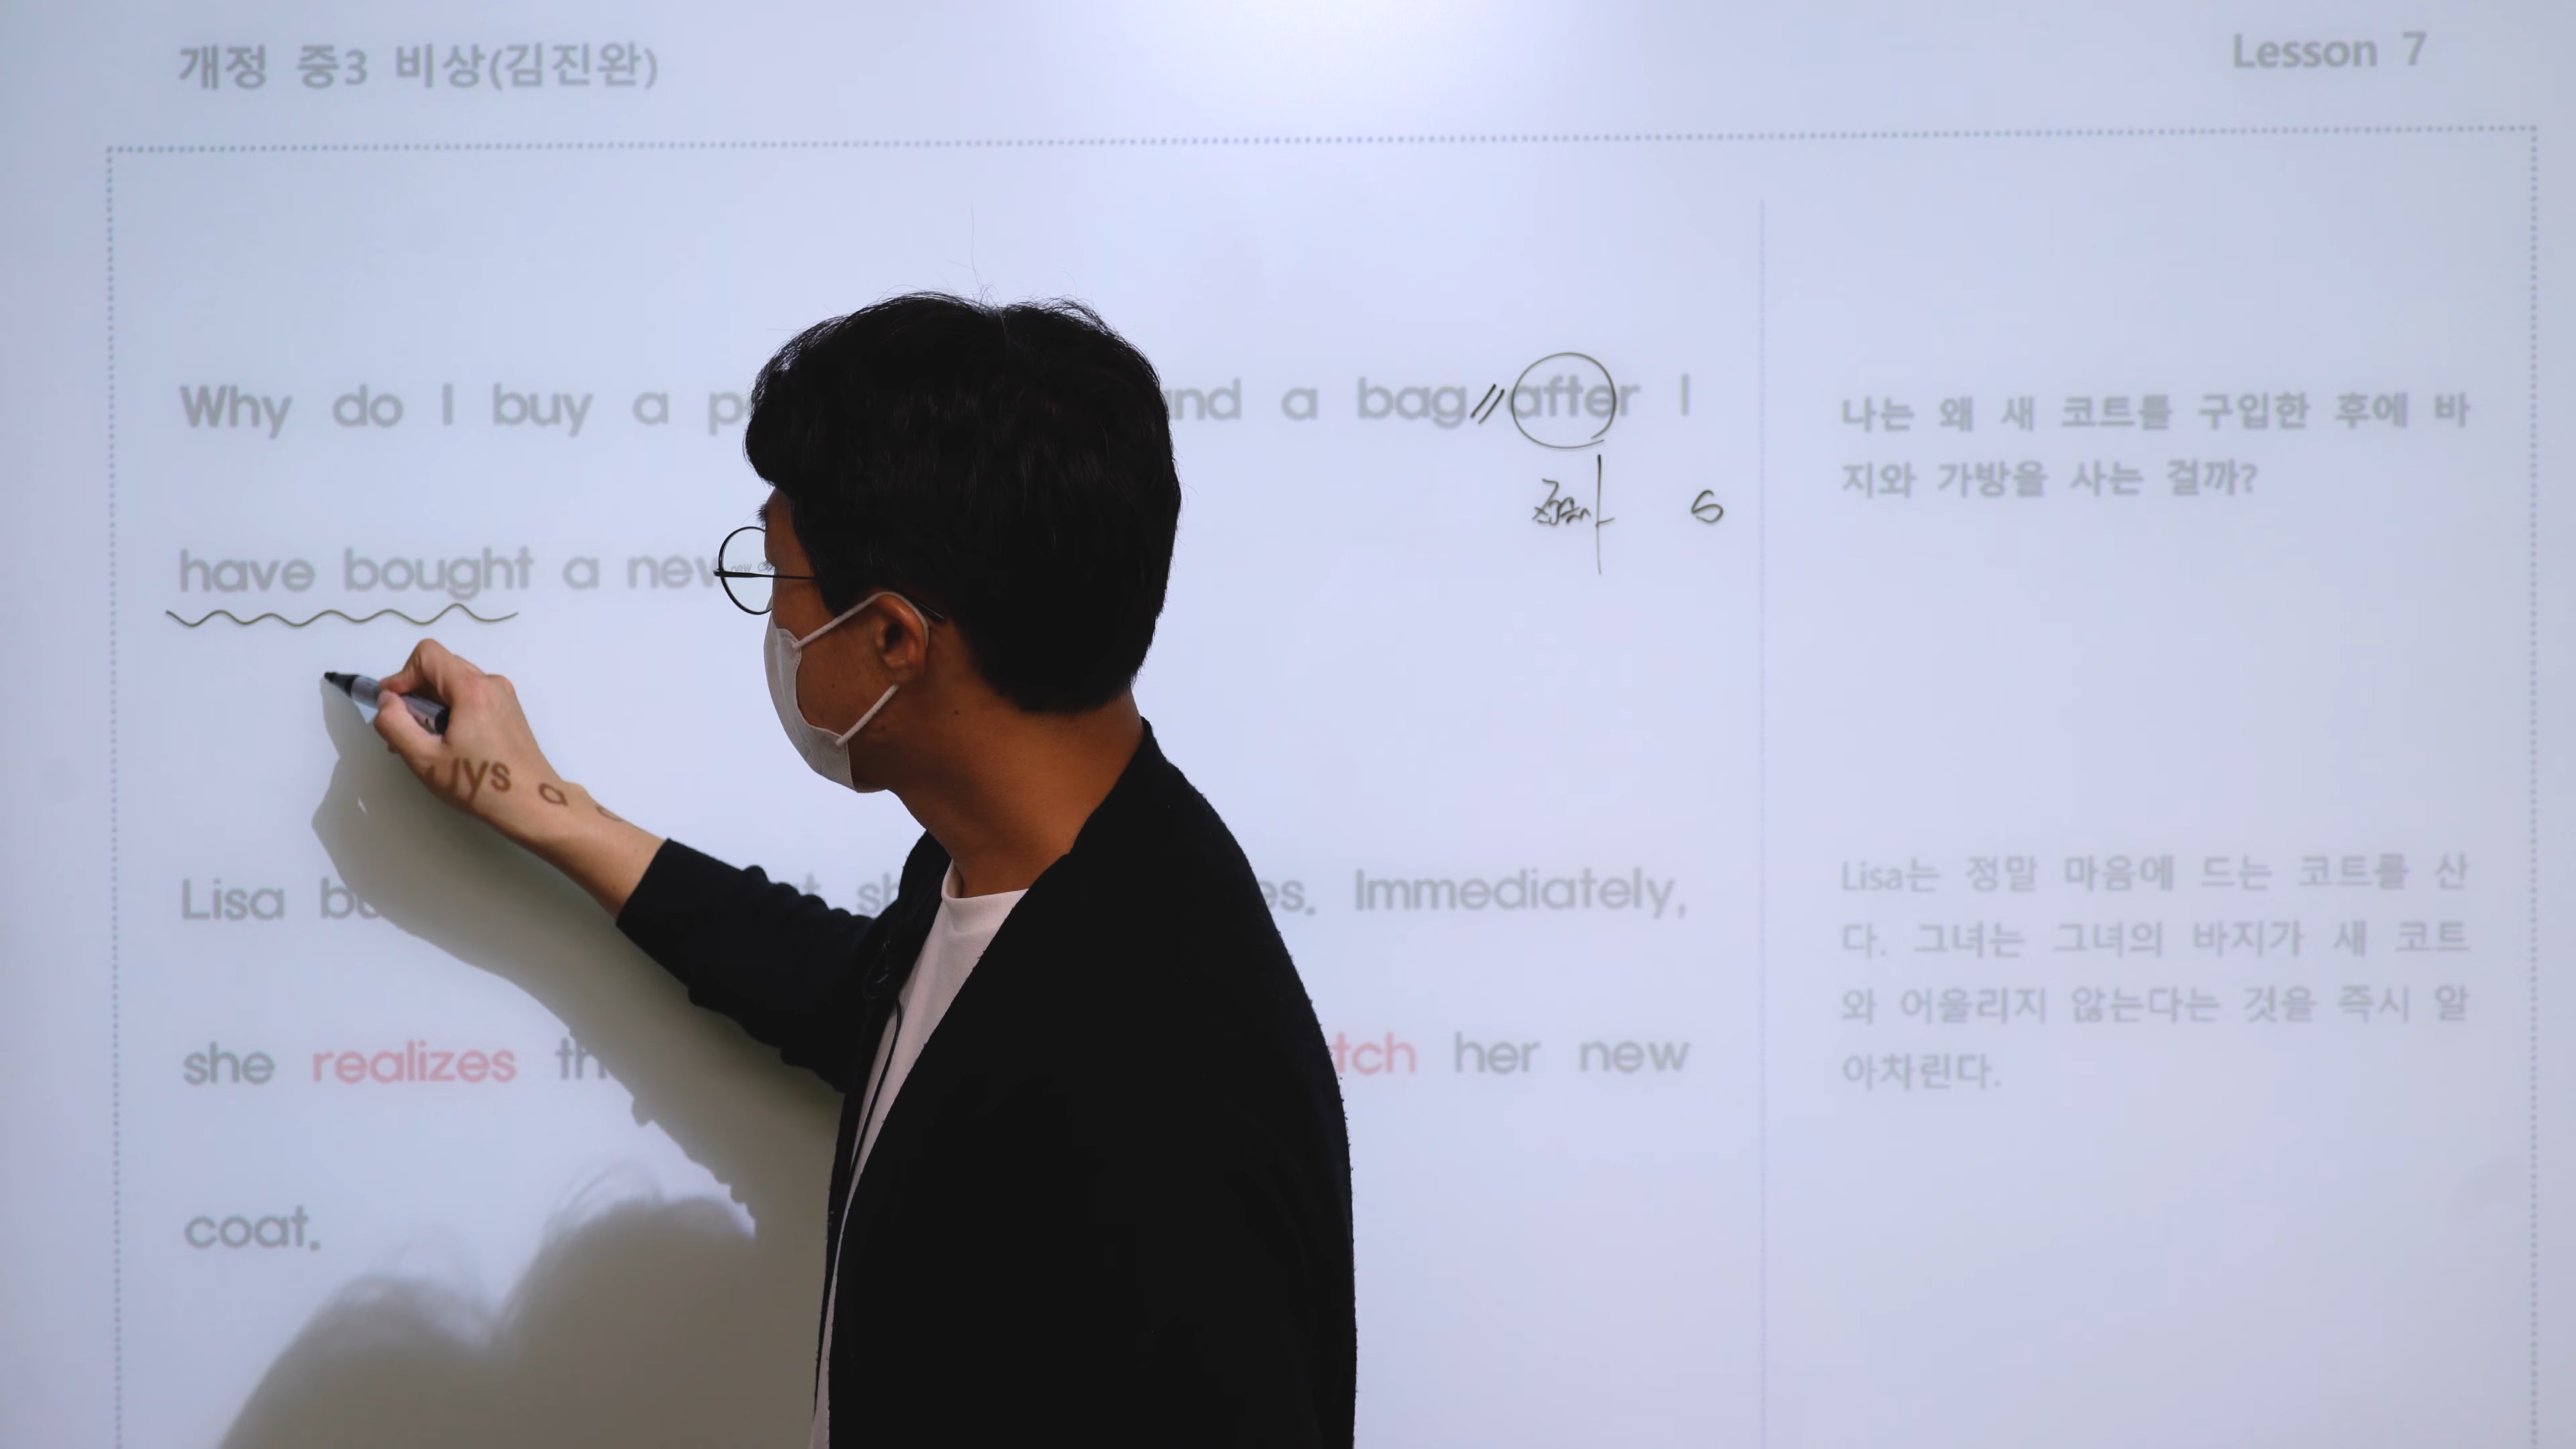 개정 중3 비상(김진완)
Lesson 7
Why do I buy a and a bag after I
have bought a new
S
Lisa Immediately,
she realizes her new
coat.
ys a
나는 왜 새 코트를 구입한 후에 바
지와 가방을 사는 걸까?
Lisa는 정말 마음에 드는 코트를 산
다. 그녀는 그녀의 바지가 새 코트
와 어울리지 않는다는 것을 즉시 알
아차린다.